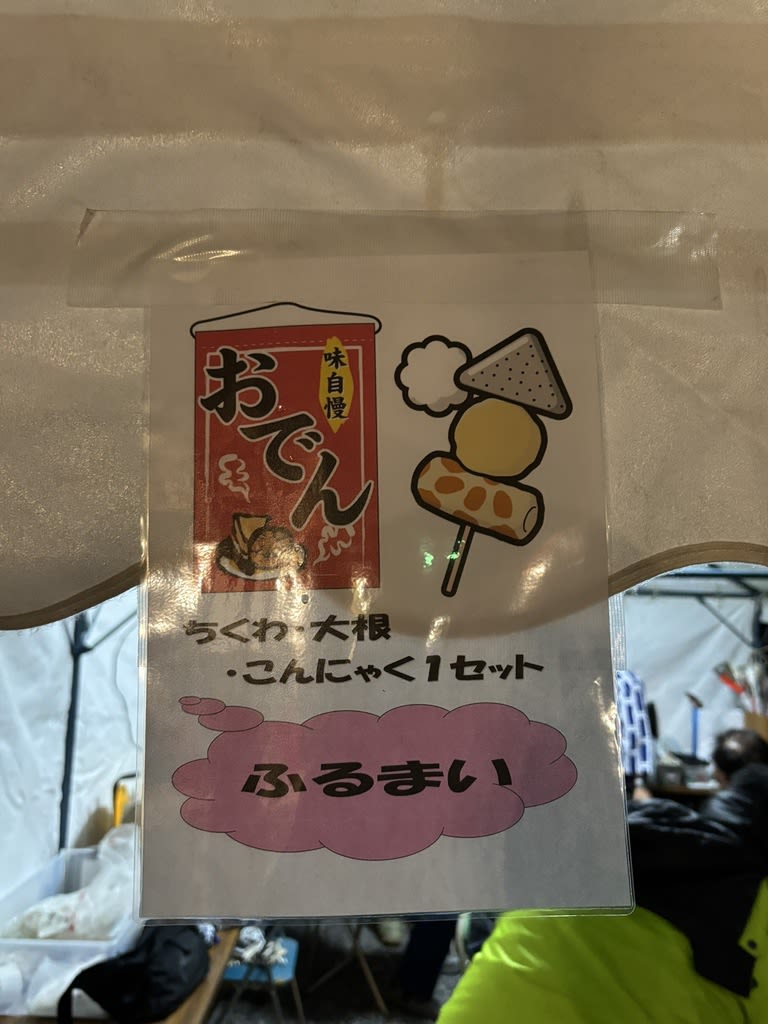 おでん
味自慢
ちくわ・大根
・こんにゃく1セット
ふるまい